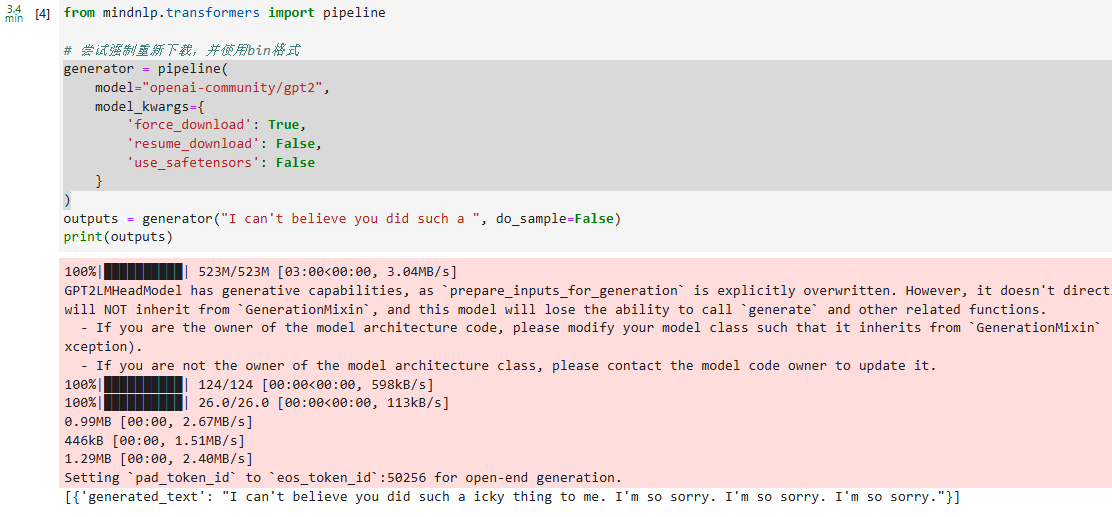 3.4
min
[4]
from mindnlp.transformers import pipeline
# 尝试强制重新下载，并使用bin格式
generator = pipeline(
    model="openai-community/gpt2",
    model_kwargs={
        'force_download': True,
        'resume_download': False,
        'use_safetensors': False
    }
)
outputs = generator("I can't believe you did such a ", do_sample=False)
print(outputs)
100%|██████████| 523M/523M [03:00<00:00, 3.04MB/s]
GPT2LMHeadModel has generative capabilities, as `prepare_inputs_for_generation` is explicitly overwritten. However, it doesn't directl
will NOT inherit from `GenerationMixin`, and this model will lose the ability to call `generate` and other related functions.
  - If you are the owner of the model architecture code, please modify your model class such that it inherits from `GenerationMixin`
xception).
  - If you are not the owner of the model architecture class, please contact the model code owner to update it.
100%|██████████| 124/124 [00:00<00:00, 598kB/s]
100%|██████████| 26.0/26.0 [00:00<00:00, 113kB/s]
0.99MB [00:00, 2.67MB/s]
446kB [00:00, 1.51MB/s]
1.29MB [00:00, 2.40MB/s]
Setting `pad_token_id` to `eos_token_id`:50256 for open-end generation.
[{'generated_text': "I can't believe you did such a icky thing to me. I'm so sorry. I'm so sorry. I'm so sorry."}]